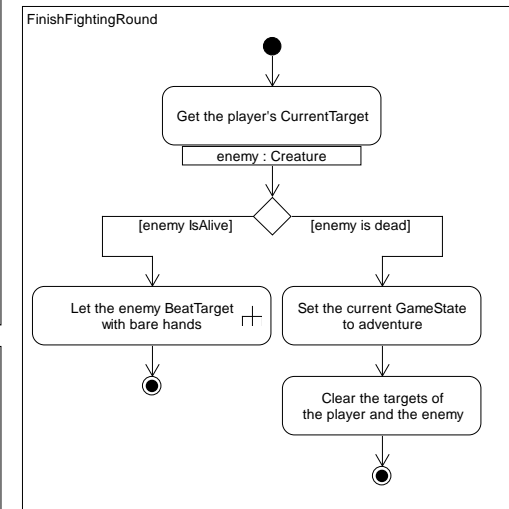 FinishFightingRound
Get the player's CurrentTarget
enemy : Creature
[enemy IsAlive]
[enemy is dead]
Let the enemy BeatTarget
with bare hands
Set the current GameState
to adventure
Clear the targets of
the player and the enemy